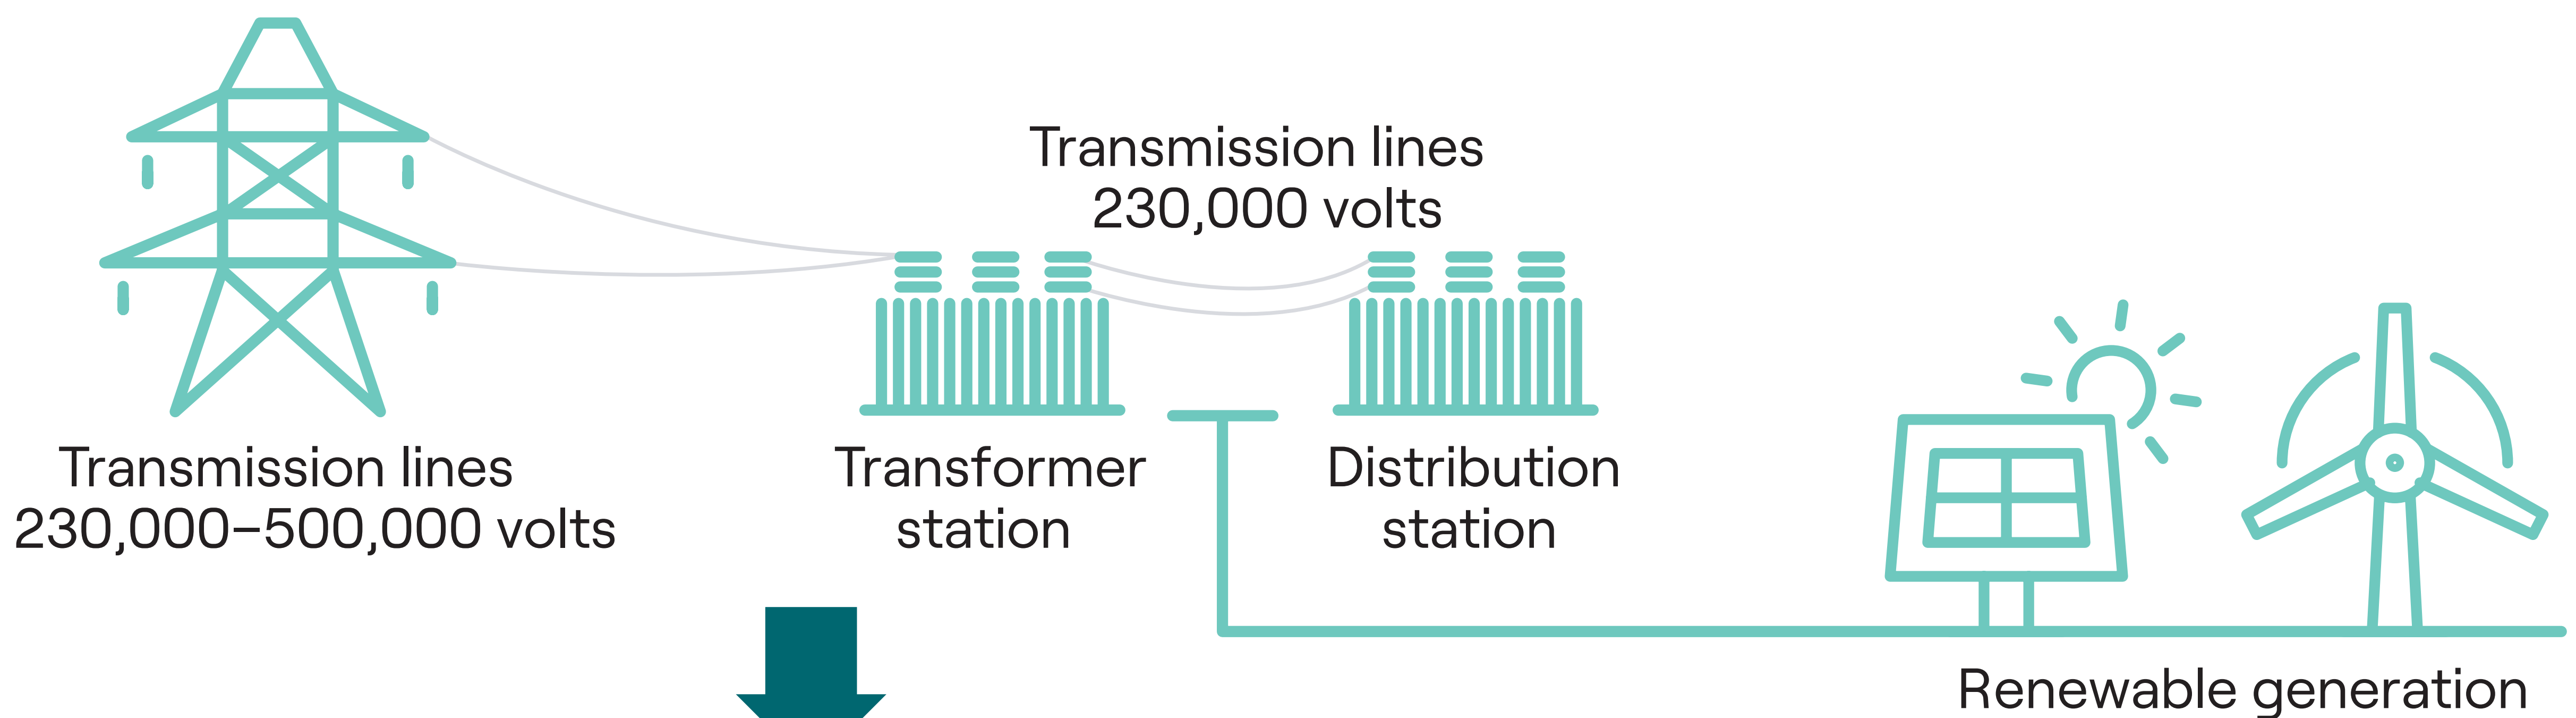 Transmission lines
230,000 volts
Transmission lines
230,000–500,000 volts
Transformer
station
Distribution
station
Renewable generation